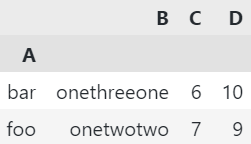 B C D
A
bar onethreeone 6 10
foo onetwotwo 7 9